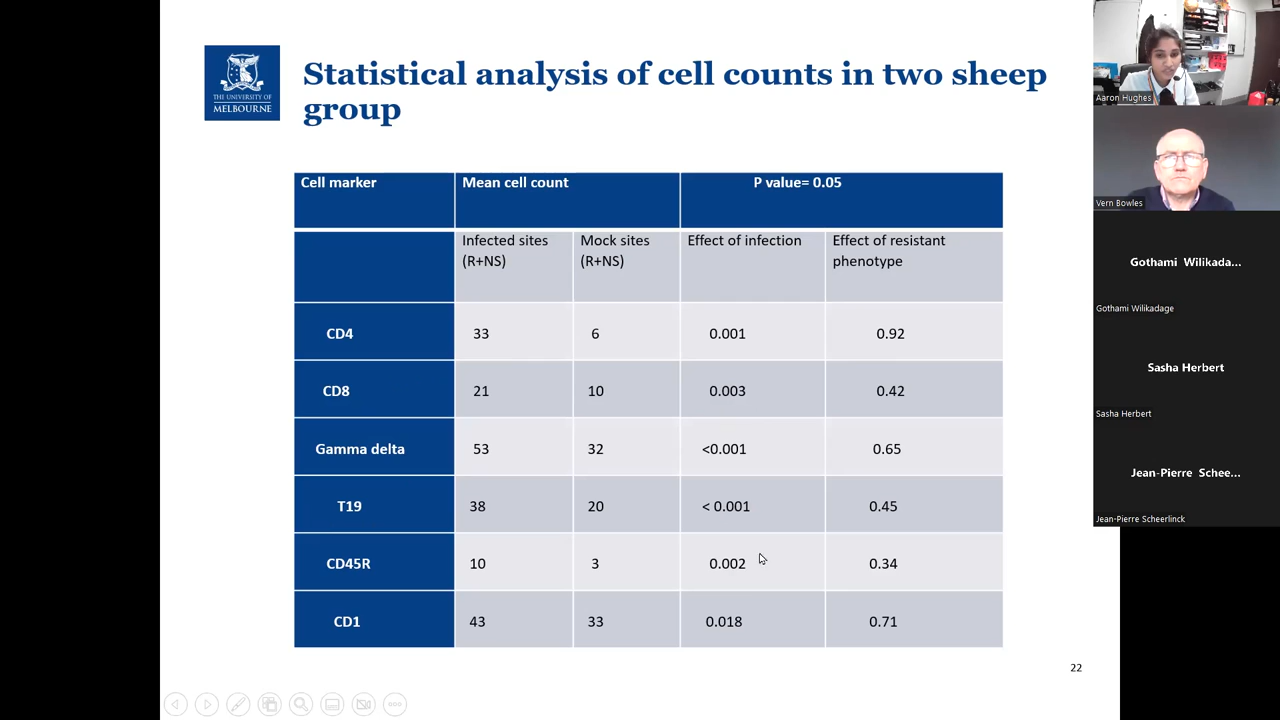 THE UNIVERSITY OF
MELBOURNE
Statistical analysis of cell counts in two sheep
group
Cell marker
Mean cell count
P value= 0.05
Infected sites
(R+NS)
Mock sites
(R+NS)
Effect of infection
Effect of resistant
phenotype
CD4
33
6
0.001
0.92
CD8
21
10
0.003
0.42
Gamma delta
53
32
<0.001
0.65
T19
38
20
< 0.001
0.45
CD45R
10
3
0.002
0.34
CD1
43
33
0.018
0.71
22
Aaron Hughes
Vern Bowles
Gothami Wilikada...
Gothami Wilikadage
Sasha Herbert
Sasha Herbert
Jean-Pierre Schee...
Jean-Pierre Scheerlinck